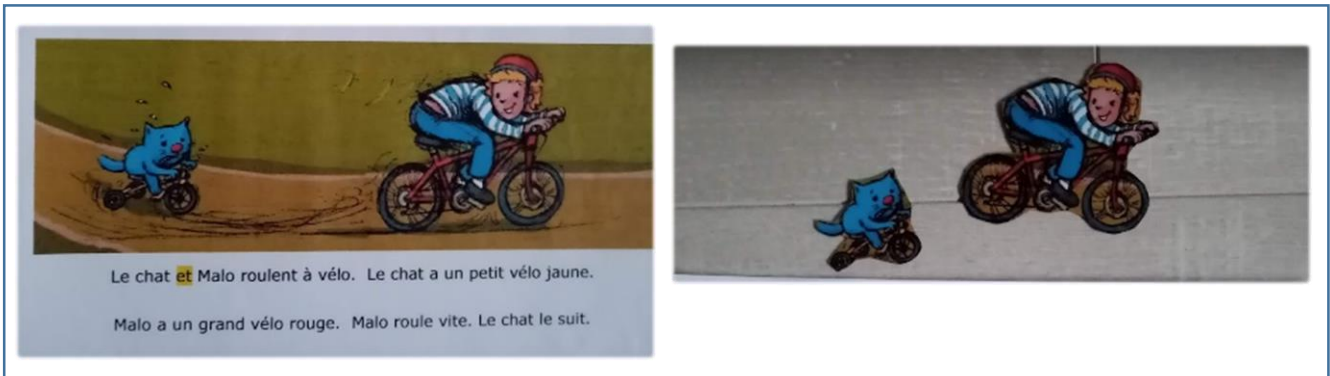 Le chat et Malo roulent à vélo. Le chat a un petit vélo jaune.
Malo a un grand vélo rouge. Malo roule vite. Le chat le suit.